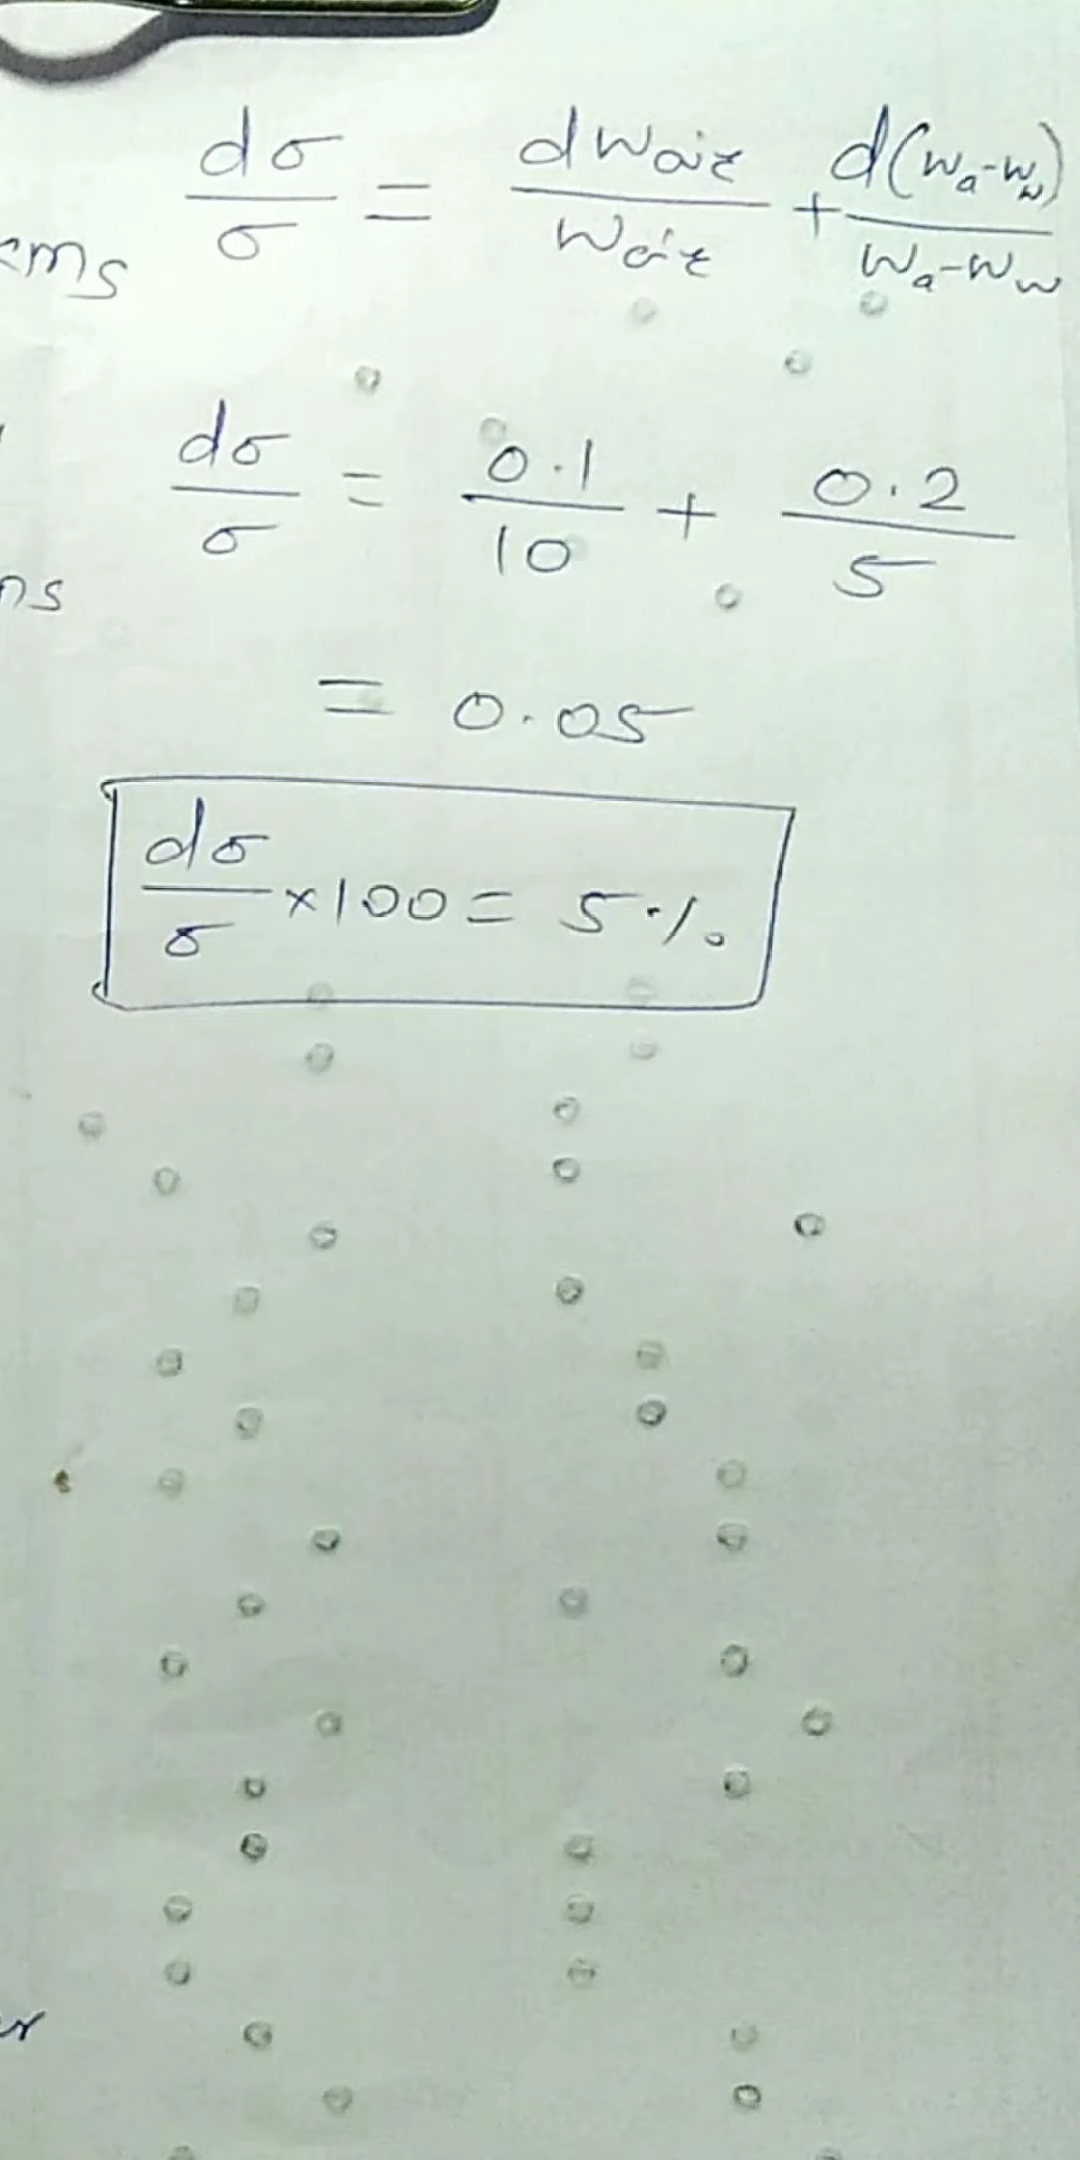 dσ/σ = dw_air/w_air + d(w_a-w_w)/w_a-w_w
ems
dσ/σ = 0.1/10 + 0.2/5
ns
= 0.05
dσ/σ ×100 = 5%